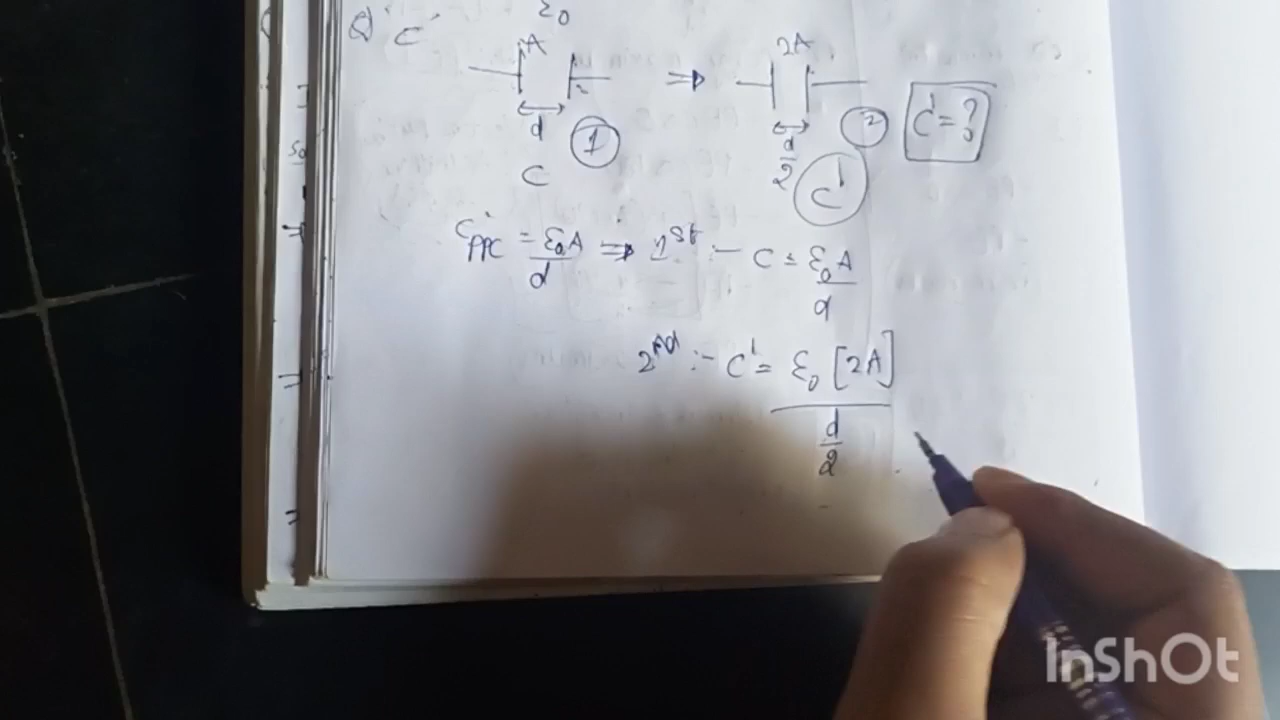 Q) 'C' ε₀
A ⇒ 2A
d ① d/2 ② C' = ?
C C'
C_PPC = ε₀A/d ⇒ 1st :- C = ε₀A/d
2nd :- C' = ε₀[2A]/(d/2)
InShOt